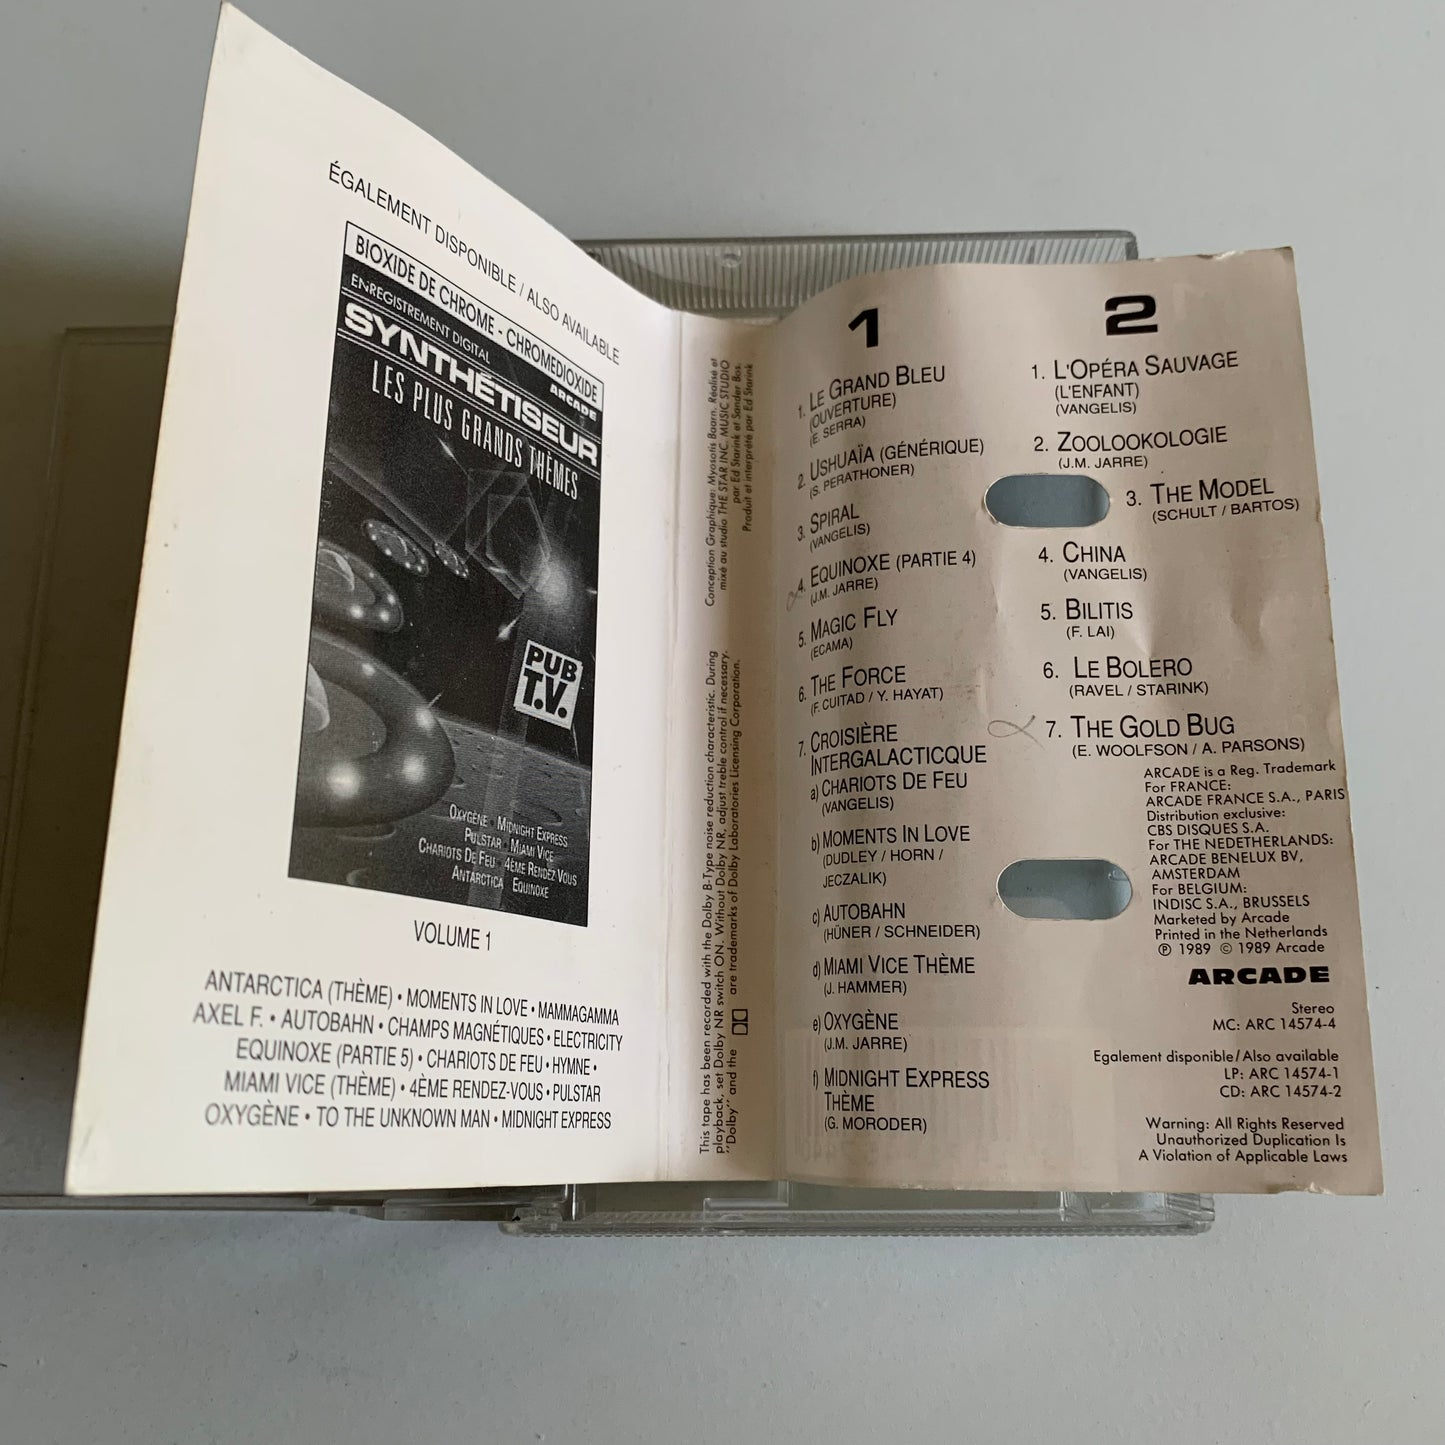 ÉGALEMENT DISPONIBLE / ALSO AVAILABLE
BIOXIDE DE CHROME - CHROMEDIOXIDE
ENREGISTREMENT DIGITAL
ARCADE
SYNTHÉTISEUR
LES PLUS GRANDS THÈMES
PUB
T.V.
OXYGÈNE · MIDNIGHT EXPRESS
PULSTAR · MIAMI VICE
CHARIOTS DE FEU · 4ÈME RENDEZ VOUS
ANTARCTICA · EQUINOXE
VOLUME 1
ANTARCTICA (THÈME) • MOMENTS IN LOVE • MAMMAGAMMA
AXEL F. • AUTOBAHN • CHAMPS MAGNÉTIQUES • ELECTRICITY
EQUINOXE (PARTIE 5) • CHARIOTS DE FEU • HYMNE •
MIAMI VICE (THÈME) • 4ÈME RENDEZ-VOUS • PULSTAR
OXYGÈNE • TO THE UNKNOWN MAN • MIDNIGHT EXPRESS
Conception Graphique: Myosotis Baarn. Réalisé et
mixé au studio THE STAR INC. MUSIC STUDIO
par Ed Starink et Sander Bos.
Produit et interprété par Ed Starink
This tape has been recorded with the Dolby B-Type noise reduction characteristic. During
playback, set Dolby NR switch ON. Without Dolby NR, adjust treble control if necessary.
"Dolby" and the are trademarks of Dolby Laboratories Licensing Corporation.
1
1. LE GRAND BLEU
(OUVERTURE)
(E. SERRA)
2. USHUAÏA (GÉNÉRIQUE)
(S. PERATHONER)
3. SPIRAL
(VANGELIS)
4. EQUINOXE (PARTIE 4)
(J.M. JARRE)
5. MAGIC FLY
(ECAMA)
6. THE FORCE
(F. CUITAD / Y. HAYAT)
7. CROISIÈRE
INTERGALACTICQUE
a) CHARIOTS DE FEU
(VANGELIS)
b) MOMENTS IN LOVE
(DUDLEY / HORN /
JECZALIK)
c) AUTOBAHN
(HÜNER / SCHNEIDER)
d) MIAMI VICE THÈME
(J. HAMMER)
e) OXYGÈNE
(J.M. JARRE)
f) MIDNIGHT EXPRESS
THÈME
(G. MORODER)
2
1. L'OPÉRA SAUVAGE
(L'ENFANT)
(VANGELIS)
2. ZOOLOOKOLOGIE
(J.M. JARRE)
3. THE MODEL
(SCHULT / BARTOS)
4. CHINA
(VANGELIS)
5. BILITIS
(F. LAI)
6. LE BOLERO
(RAVEL / STARINK)
7. THE GOLD BUG
(E. WOOLFSON / A. PARSONS)
ARCADE is a Reg. Trademark
For FRANCE:
ARCADE FRANCE S.A., PARIS
Distribution exclusive:
CBS DISQUES S.A.
For THE NEDETHERLANDS:
ARCADE BENELUX BV,
AMSTERDAM
For BELGIUM:
INDISC S.A., BRUSSELS
Marketed by Arcade
Printed in the Netherlands
℗ 1989 © 1989 Arcade
ARCADE
Stereo
MC: ARC 14574-4
Egalement disponible/Also available
LP: ARC 14574-1
CD: ARC 14574-2
Warning: All Rights Reserved
Unauthorized Duplication Is
A Violation of Applicable Laws